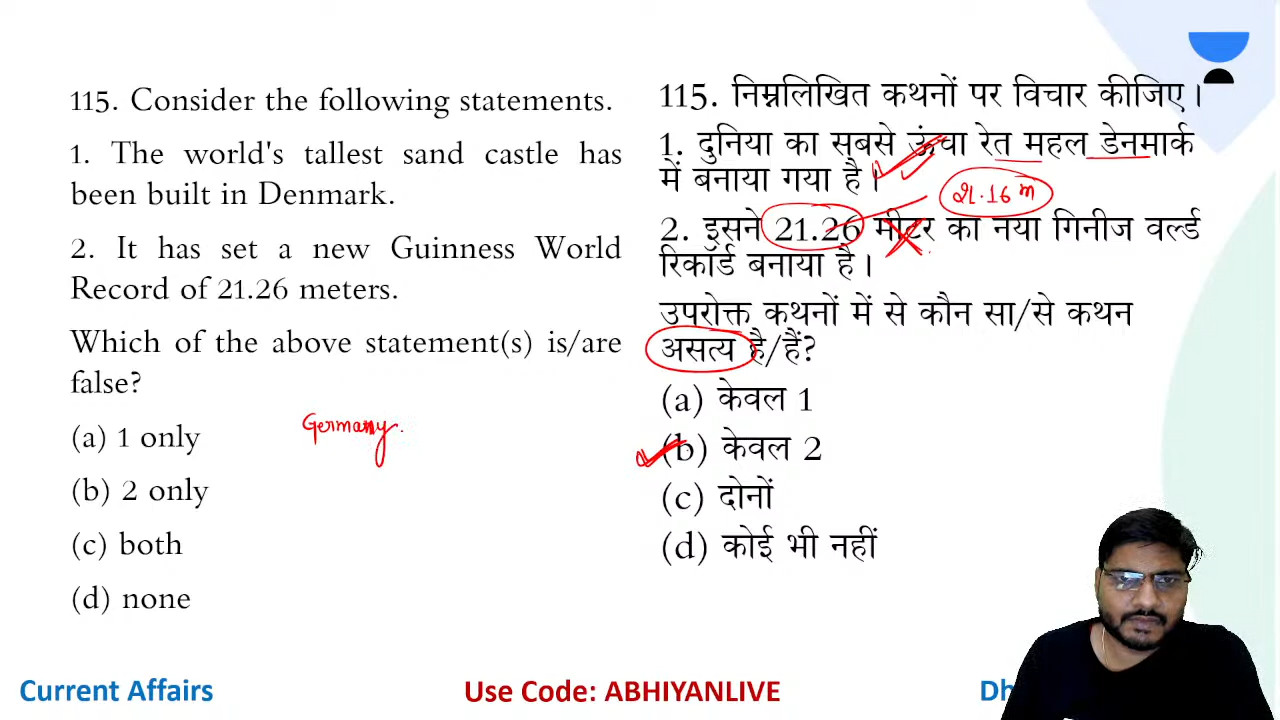 115. Consider the following statements.
1. The world's tallest sand castle has
been built in Denmark.
2. It has set a new Guinness World
Record of 21.26 meters.
Which of the above statement(s) is/are
false?
(a) 1 only
(b) 2 only
(c) both
(d) none
Germany.
115. निम्नलिखित कथनों पर विचार कीजिए।
1. दुनिया का सबसे ऊंचा रेत महल डेनमार्क
में बनाया गया है।
21.16 m
2. इसने 21.26 मीटर का नया गिनीज वर्ल्ड
रिकॉर्ड बनाया है।
उपरोक्त कथनों में से कौन सा/से कथन
असत्य है/हैं?
(a) केवल 1
(b) केवल 2
(c) दोनों
(d) कोई भी नहीं
Current Affairs
Use Code: ABHIYANLIVE